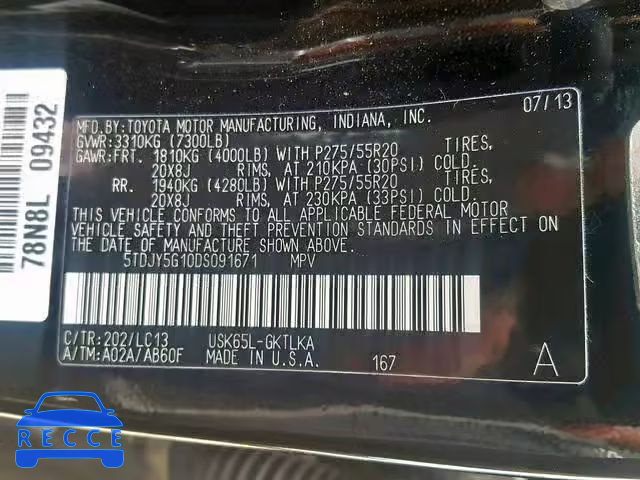 78N8L 09432
MFD.BY:TOYOTA MOTOR MANUFACTURING, INDIANA, INC. 07/13
GVWR:3310KG (7300LB)
GAWR:FRT. 1810KG (4000LB) WITH P275/55R20 TIRES,
20X8J RIMS, AT 210KPA (30PSI) COLD.
RR. 1940KG (4280LB) WITH P275/55R20 TIRES,
20X8J RIMS, AT 230KPA (33PSI) COLD.
THIS VEHICLE CONFORMS TO ALL APPLICABLE FEDERAL MOTOR
VEHICLE SAFETY AND THEFT PREVENTION STANDARDS IN EFFECT ON
THE DATE OF MANUFACTURE SHOWN ABOVE.
5TDJY5G10DS091671 MPV
C/TR:202/LC13 USK65L-GKTLKA
A/TM:A02A/AB60F MADE IN U.S.A. 167 A
RECCE